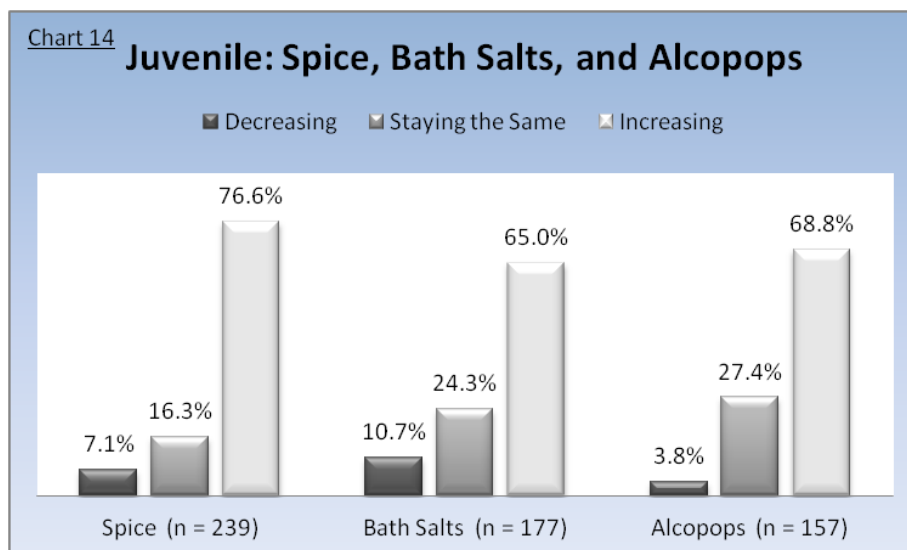 Chart 14
Juvenile: Spice, Bath Salts, and Alcopops
Decreasing Staying the Same Increasing
7.1% 16.3% 76.6% 10.7% 24.3% 65.0% 3.8% 27.4% 68.8%
Spice (n = 239) Bath Salts (n = 177) Alcopops (n = 157)